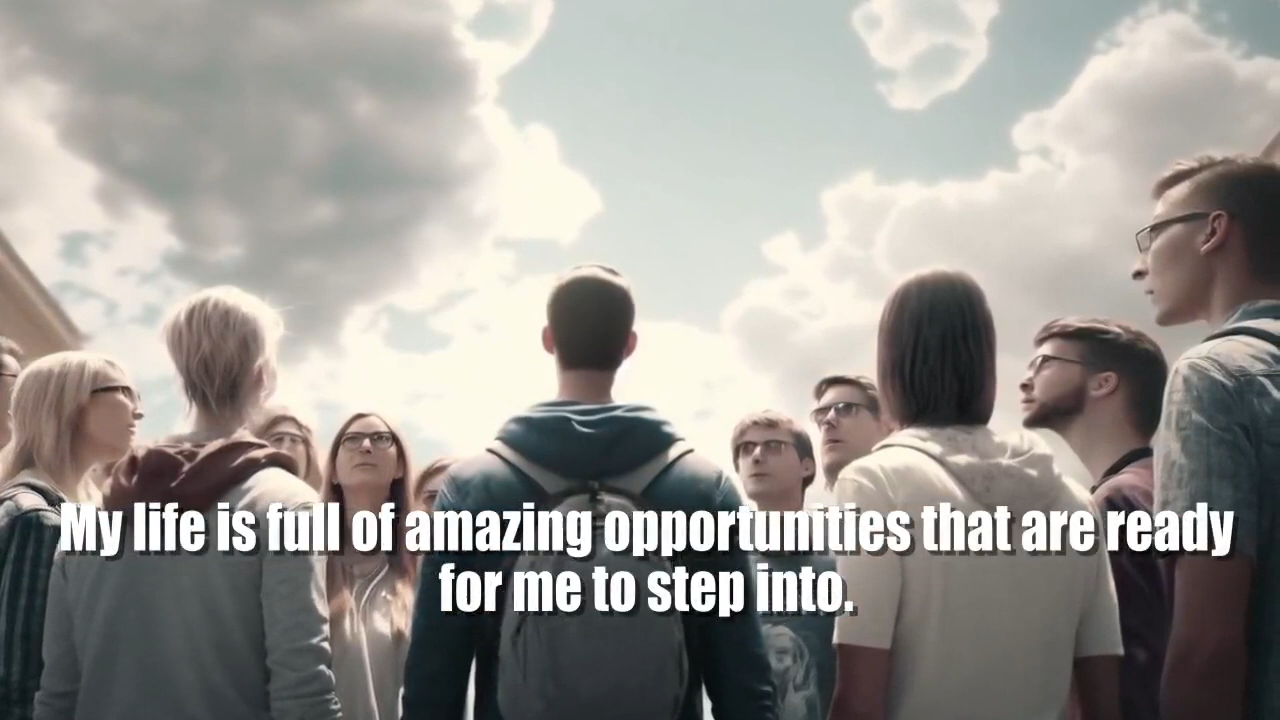 My life is full of amazing opportunities that are ready
for me to step into.